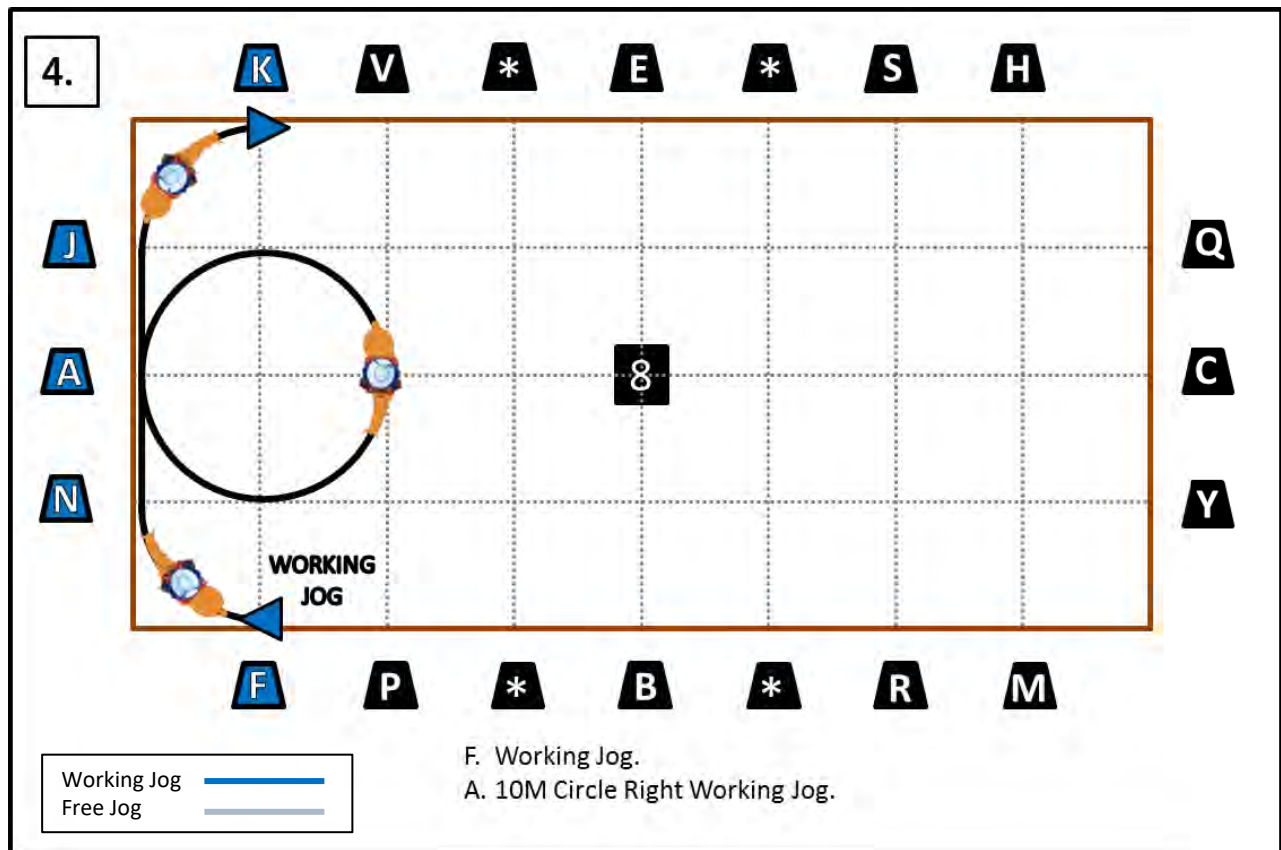 4.
K V * E * S H
J
Q
A
8
C
N
Y
WORKING
JOG
F P * B * R M
F. Working Jog.
A. 10M Circle Right Working Jog.
Working Jog
Free Jog